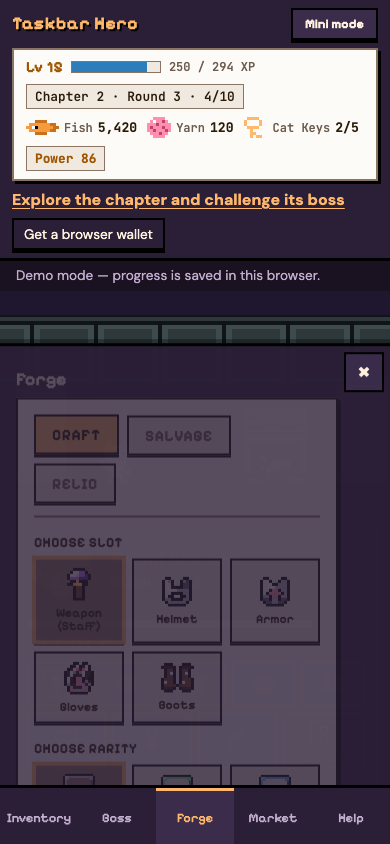 Taskbar Hero
Mini mode
Lv 18 250 / 294 XP
Chapter 2 · Round 3 · 4/10
Fish 5,420 Yarn 120 Cat Keys 2/5
Power 86
Explore the chapter and challenge its boss
Get a browser wallet
Demo mode — progress is saved in this browser.
Forge
✖
CRAFT SALVAGE
RELIC
CHOOSE SLOT
Weapon (Staff) Helmet Armor
Gloves Boots
CHOOSE RARITY
Inventory Boss Forge Market Help